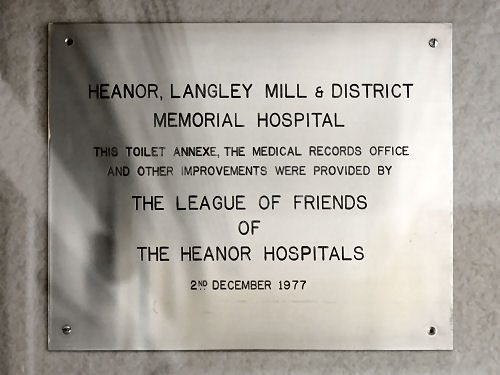 HEANOR, LANGLEY MILL & DISTRICT
MEMORIAL HOSPITAL
THIS TOILET ANNEXE, THE MEDICAL RECORDS OFFICE
AND OTHER IMPROVEMENTS WERE PROVIDED BY
THE LEAGUE OF FRIENDS
OF
THE HEANOR HOSPITALS
2ND DECEMBER 1977